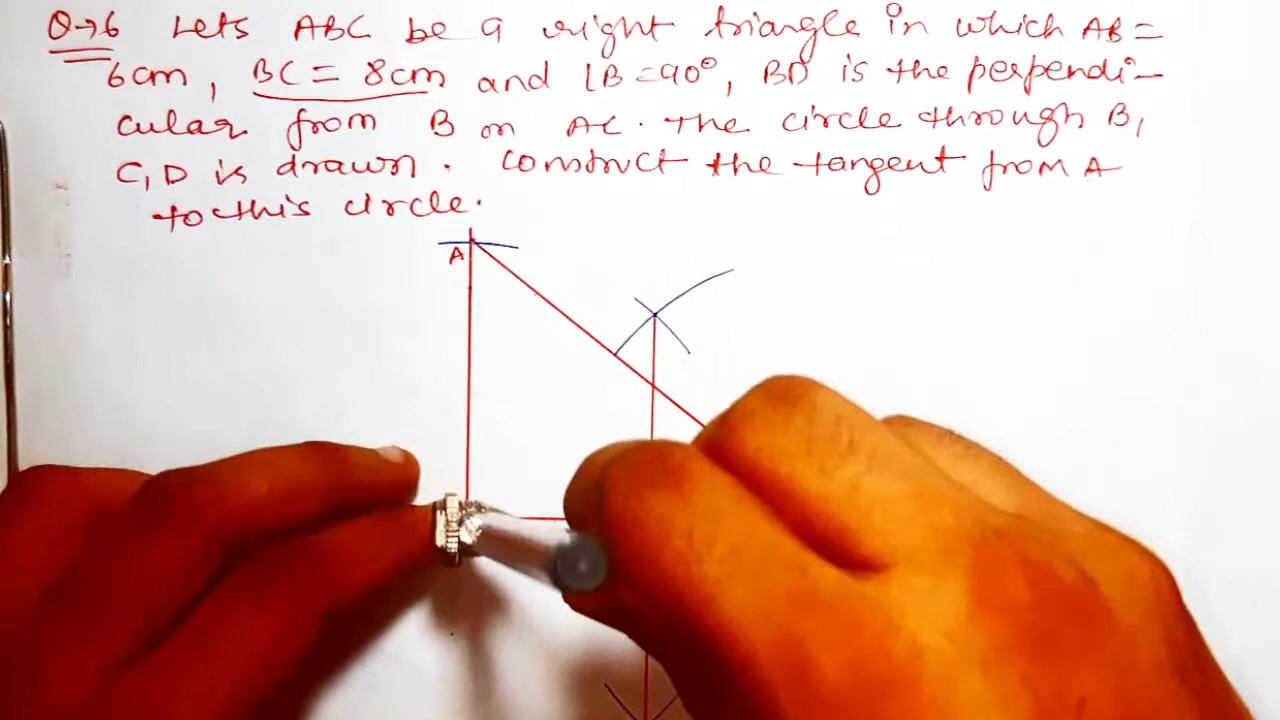 Q→6 Lets ABC be a right triangle in which AB =
6cm, BC = 8cm and ∠B=90°, BD is the perpendi-
cular from B on AC. The circle through B,
C,D is drawn. construct the tangent from A
to this circle.
A